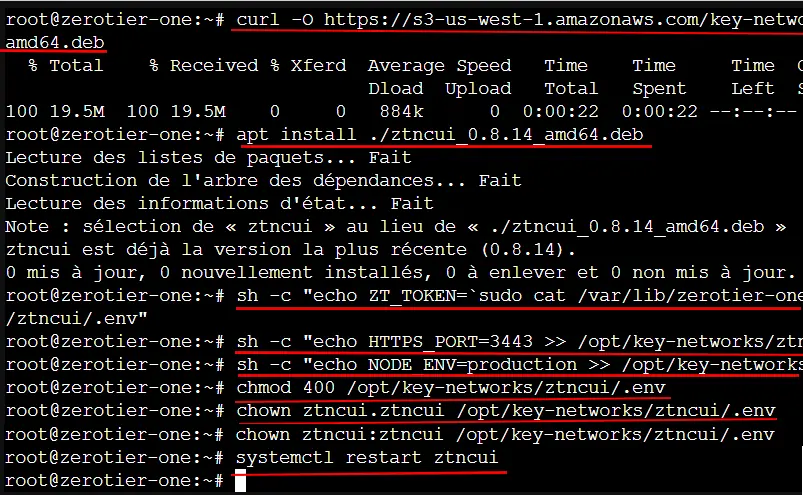 root@zerotier-one:~# curl -O https://s3-us-west-1.amazonaws.com/key-netwo
amd64.deb
% Total % Received % Xferd Average Speed Time Time Time
Dload Upload Total Spent Left S
100 19.5M 100 19.5M 0 0 884k 0 0:00:22 0:00:22 --:--:--
root@zerotier-one:~# apt install ./ztncui_0.8.14_amd64.deb
Lecture des listes de paquets... Fait
Construction de l'arbre des dépendances... Fait
Lecture des informations d'état... Fait
Note : sélection de « ztncui » au lieu de « ./ztncui_0.8.14_amd64.deb »
ztncui est déjà la version la plus récente (0.8.14).
0 mis à jour, 0 nouvellement installés, 0 à enlever et 0 non mis à jour.
root@zerotier-one:~# sh -c "echo ZT_TOKEN=`sudo cat /var/lib/zerotier-one
/ztncui/.env"
root@zerotier-one:~# sh -c "echo HTTPS_PORT=3443 >> /opt/key-networks/ztn
root@zerotier-one:~# sh -c "echo NODE_ENV=production >> /opt/key-networks
root@zerotier-one:~# chmod 400 /opt/key-networks/ztncui/.env
root@zerotier-one:~# chown ztncui.ztncui /opt/key-networks/ztncui/.env
root@zerotier-one:~# chown ztncui:ztncui /opt/key-networks/ztncui/.env
root@zerotier-one:~# systemctl restart ztncui
root@zerotier-one:~#